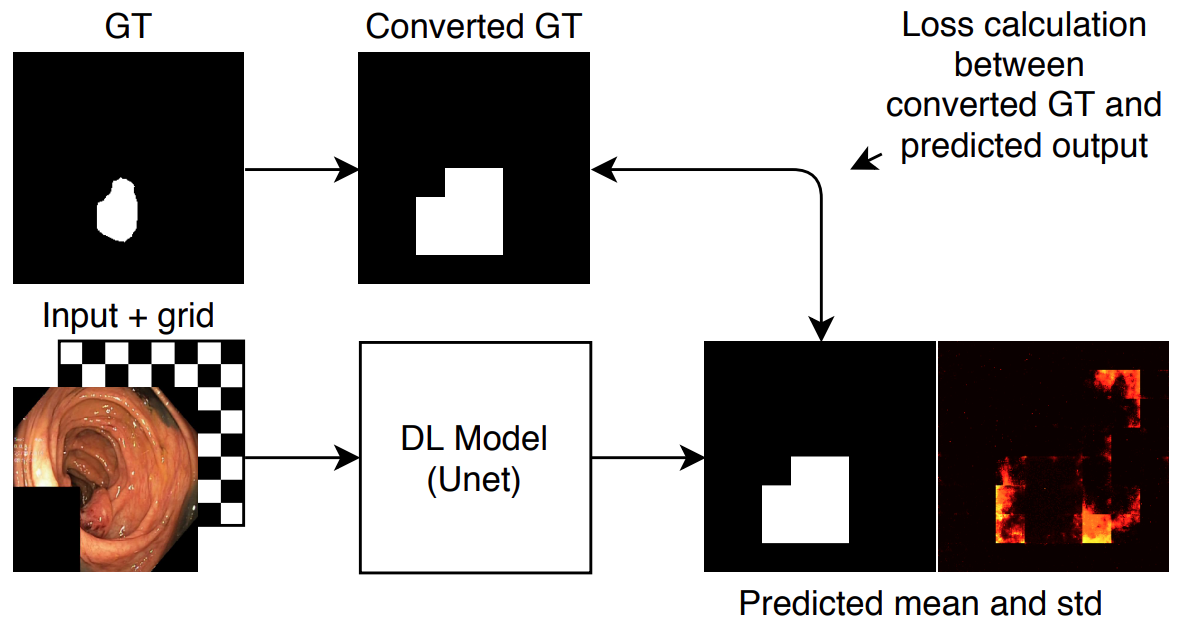 GT
Converted GT
Loss calculation
between
converted GT and
predicted output
Input + grid
DL Model
(Unet)
Predicted mean and std